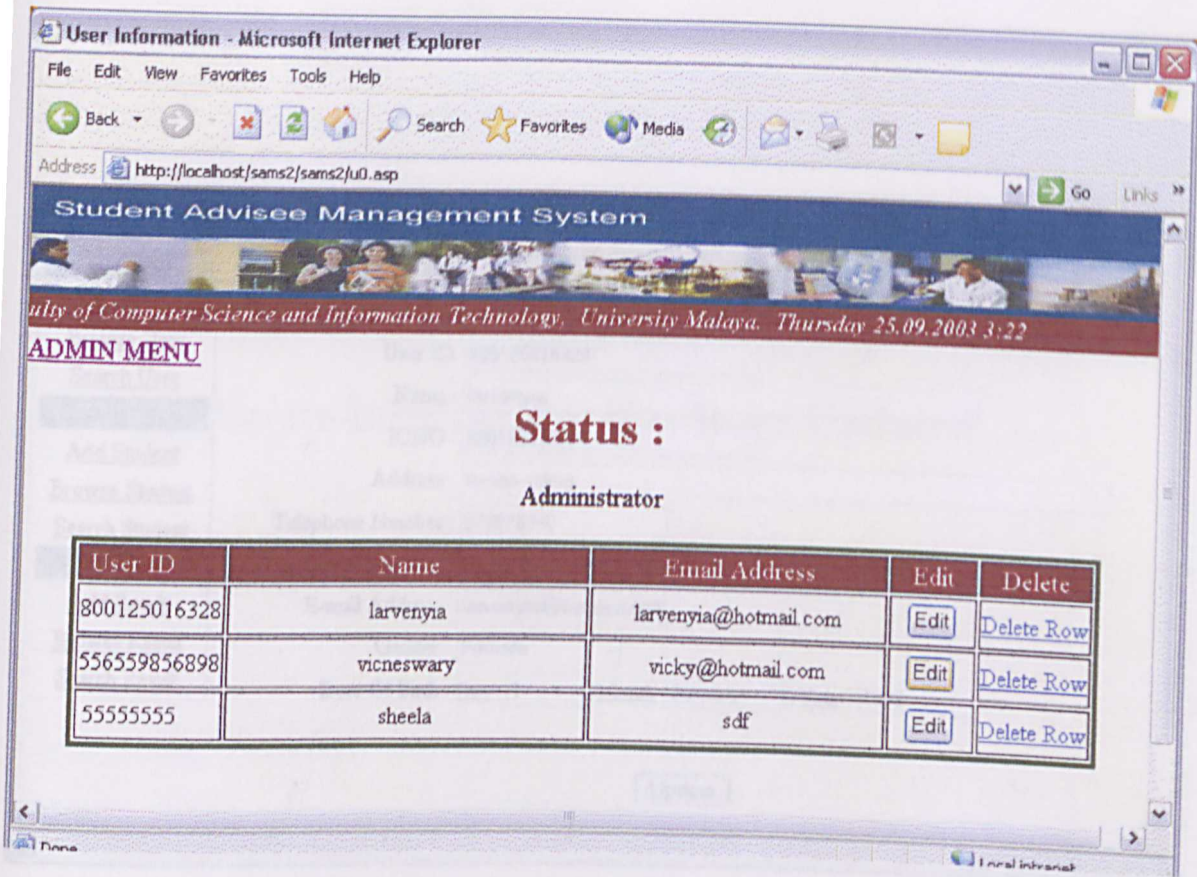 User Information - Microsoft Internet Explorer
File Edit View Favorites Tools Help
Back Search Favorites Media
Address http://localhost/sams2/sams2/u0.asp Go Links »
Student Advisee Management System
ulty of Computer Science and Information Technology, University Malaya. Thursday 25.09.2003 3:22
ADMIN MENU
Status :
Administrator
User ID Name Email Address Edit Delete
800125016328 larvenyia larvenyia@hotmail.com Edit Delete Row
556559856898 vicneswary vicky@hotmail.com Edit Delete Row
55555555 sheela sdf Edit Delete Row
Done Local intranet